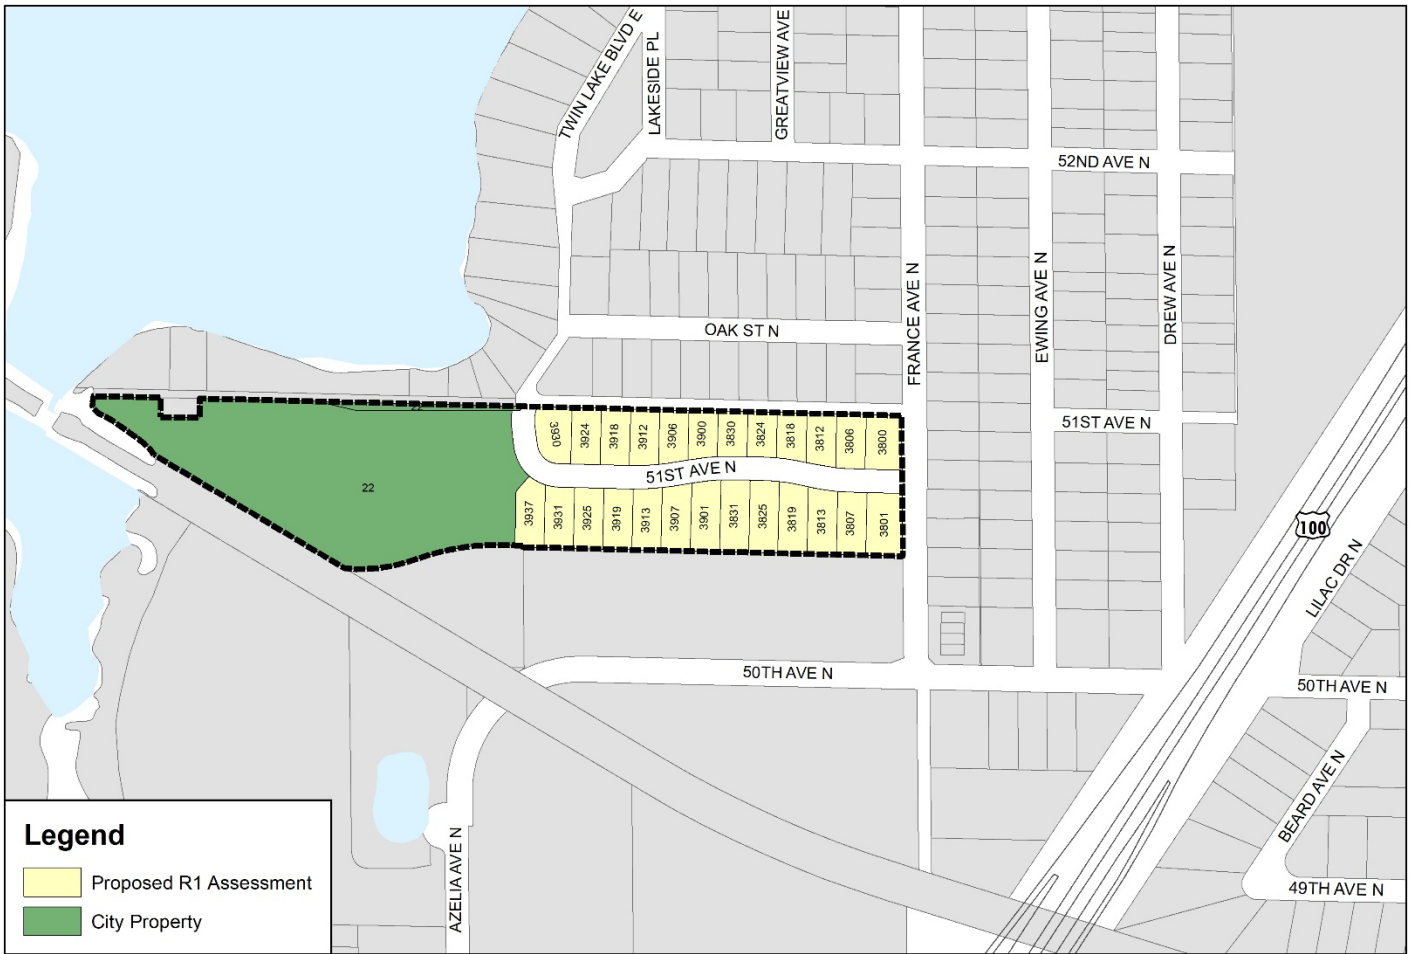 TWIN LAKE BLVD E
LAKESIDE PL
GREATVIEW AVE
52ND AVE N
FRANCE AVE N
EWING AVE N
DREW AVE N
OAK ST N
51ST AVE N
22
3930
3924
3918
3912
3906
3900
3830
3824
3818
3812
3806
3800
51ST AVE N
22
3937
3931
3925
3919
3913
3907
3901
3831
3825
3819
3813
3807
3801
100
LILAC DR N
50TH AVE N
50TH AVE N
BEARD AVE N
49TH AVE N
AZELIA AVE N
Legend
Proposed R1 Assessment
City Property